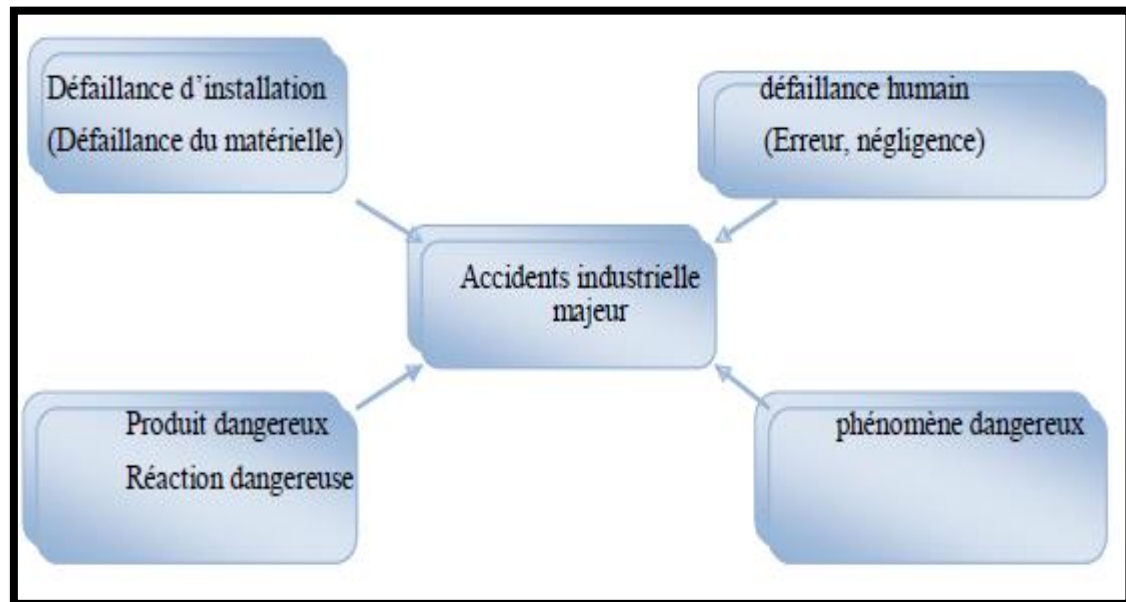 Défaillance d'installation
(Défaillance du matérielle)
défaillance humain
(Erreur, négligence)
Accidents industrielle
majeur
Produit dangereux
Réaction dangereuse
phénomène dangereux